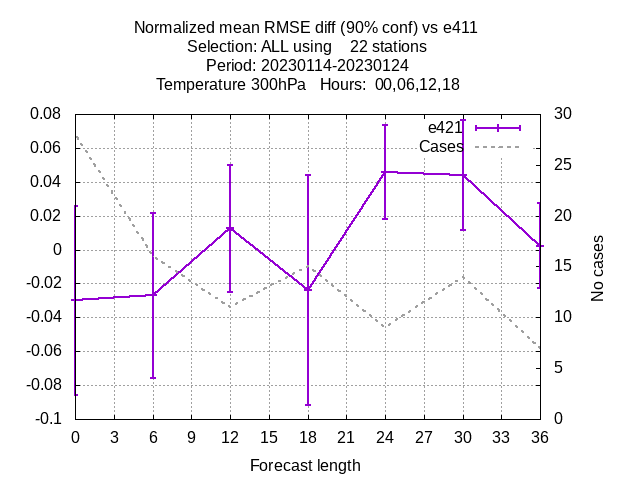 Normalized mean RMSE diff (90% conf) vs e411
Selection: ALL using    22 stations
Period: 20230114-20230124
Temperature 300hPa   Hours:  00,06,12,18
0.08
0.06
0.04
0.02
0
-0.02
-0.04
-0.06
-0.08
-0.1
e421
Cases
30
25
20
15
10
5
0
No cases
0 3 6 9 12 15 18 21 24 27 30 33 36
Forecast length